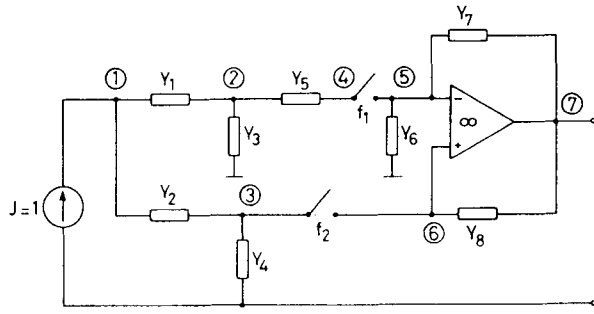 Y7
① Y1 ② Y5 ④ ⑤ ⑦
f1 − ∞ +
Y3 Y6
J=1 Y2 ③ f2 ⑥ Y8
Y4